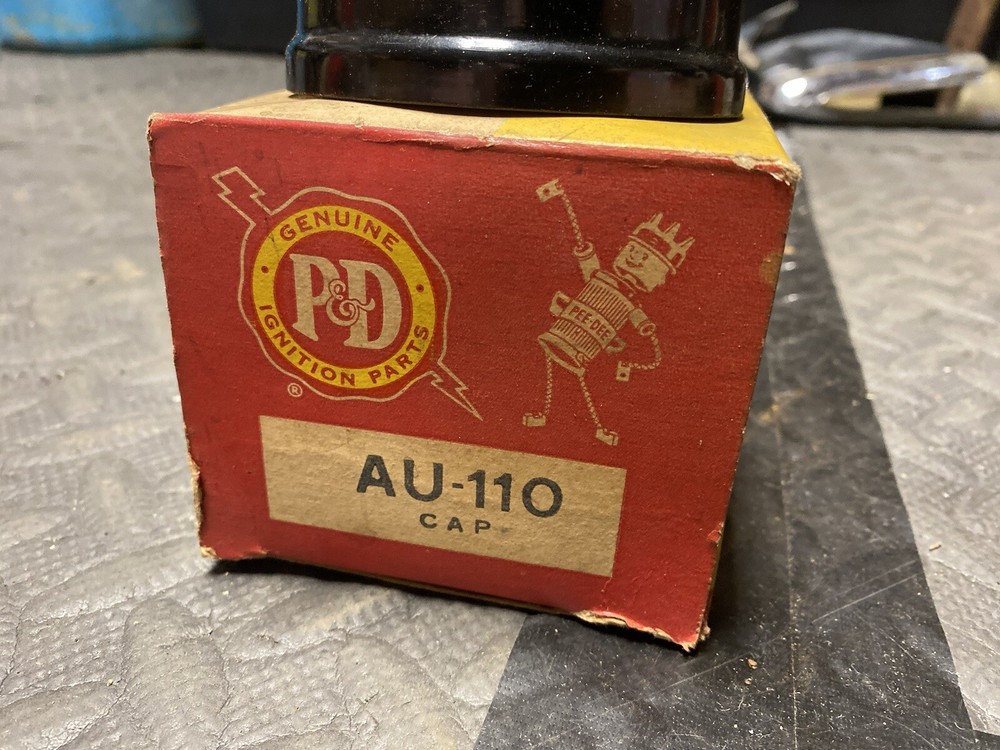 GENUINE
P&D
IGNITION PARTS
®
PEE-DEE
AU-110
CAP